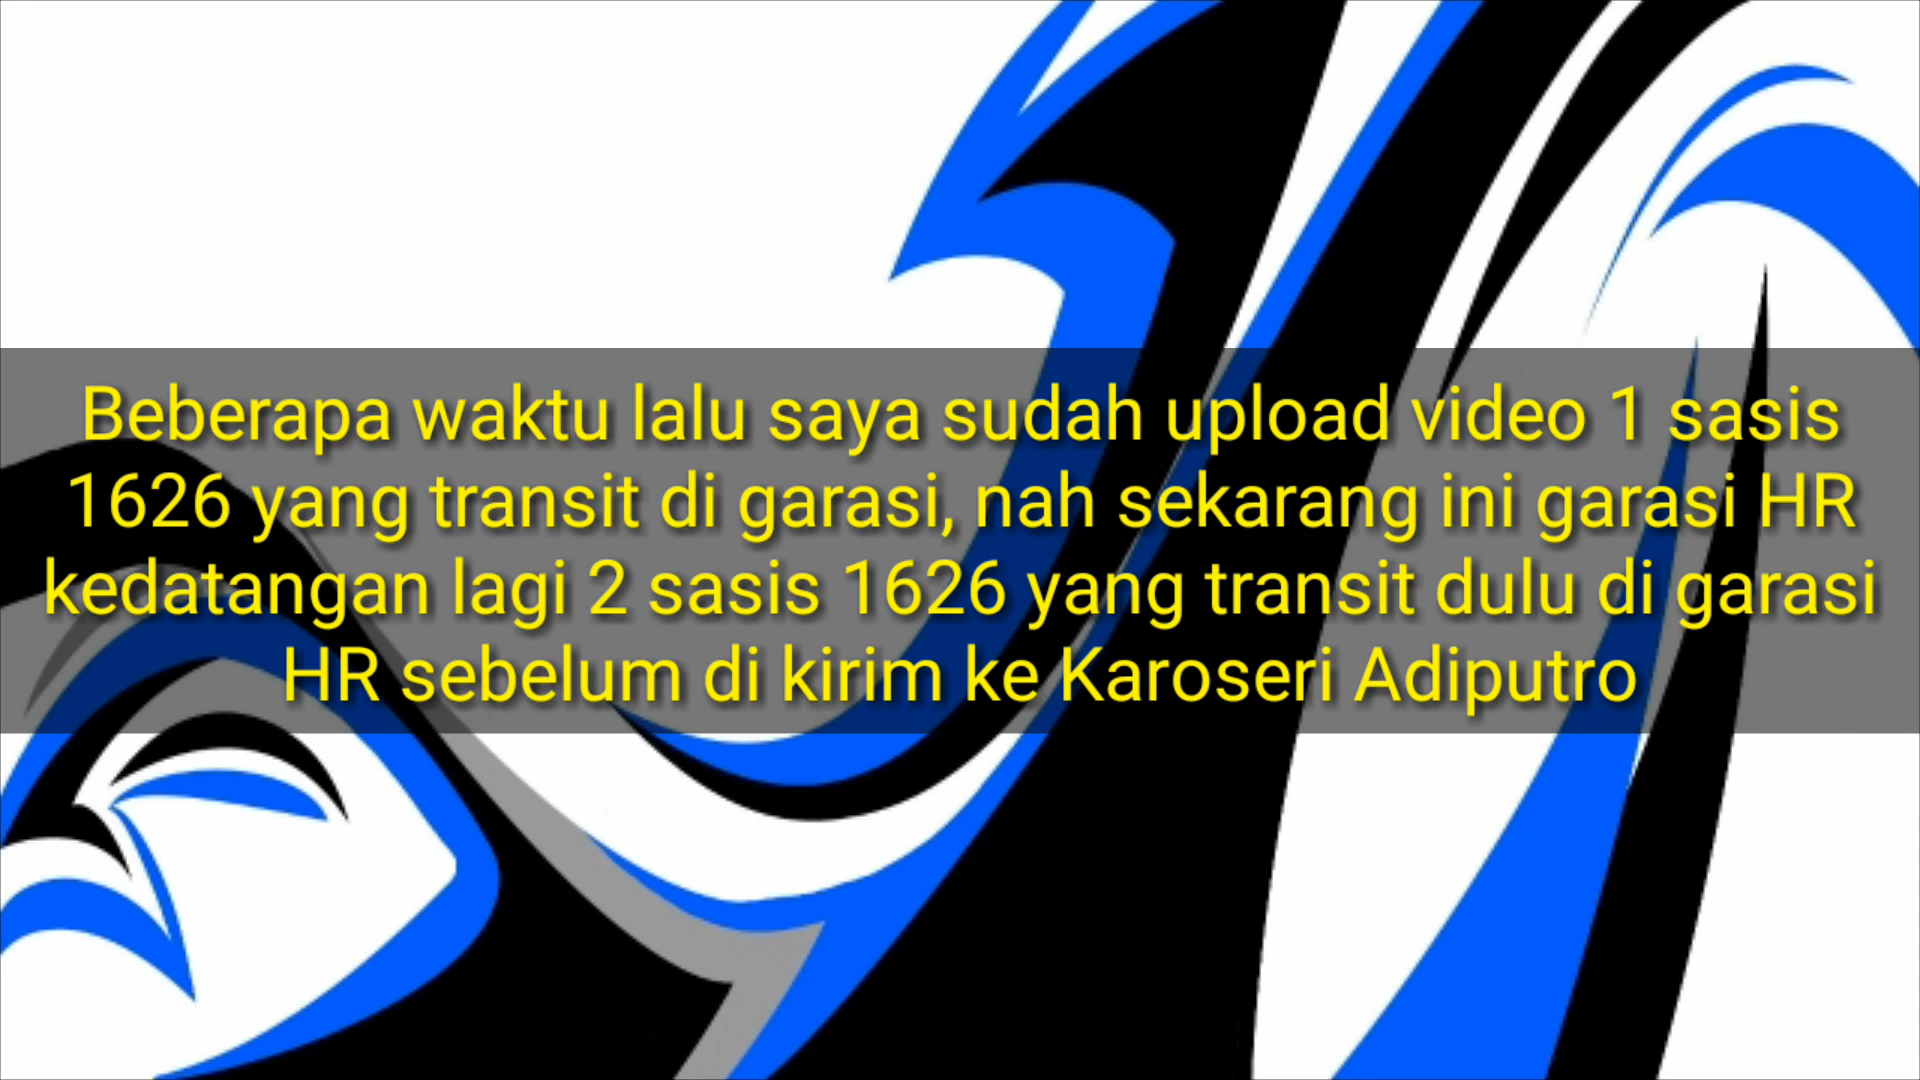 Beberapa waktu lalu saya sudah upload video 1 sasis
1626 yang transit di garasi, nah sekarang ini garasi HR
kedatangan lagi 2 sasis 1626 yang transit dulu di garasi
HR sebelum di kirim ke Karoseri Adiputro